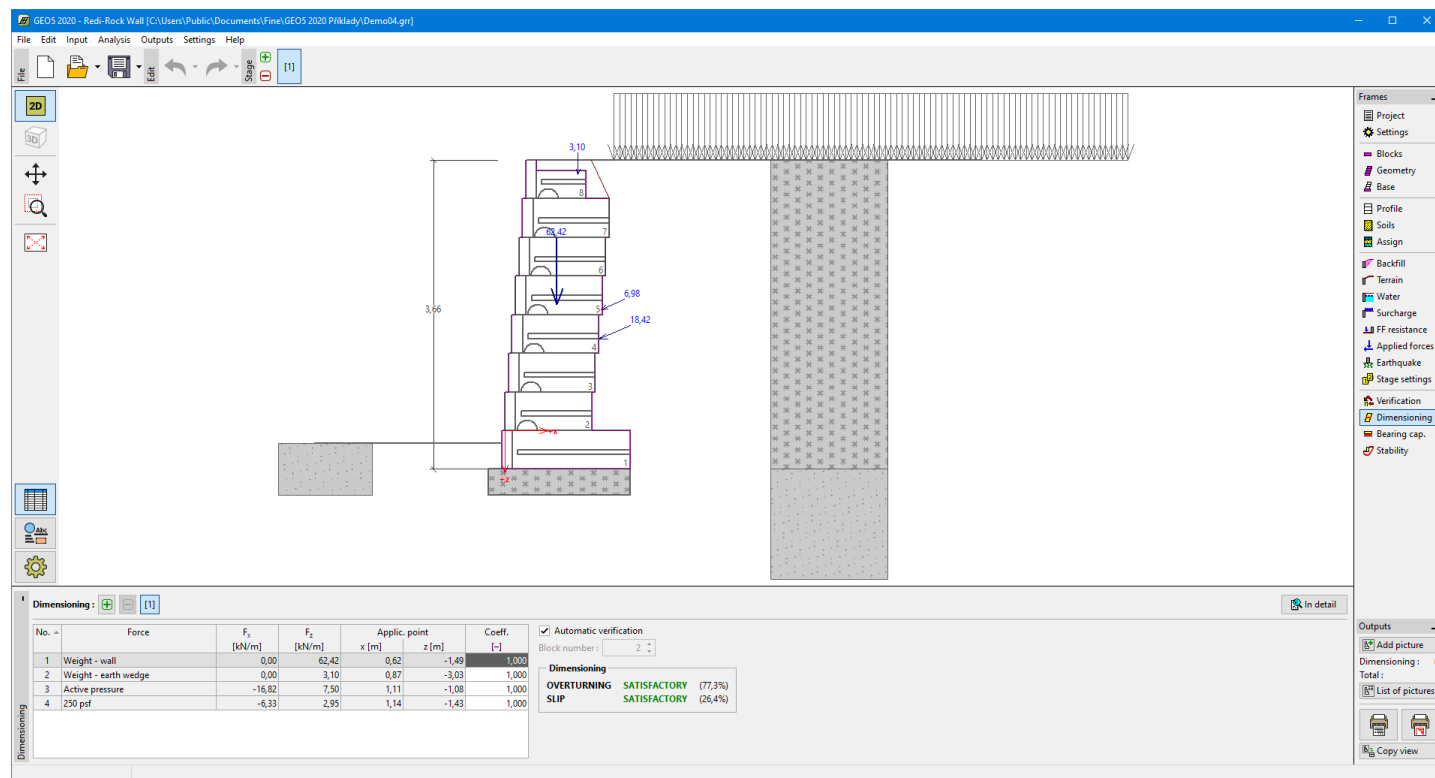 GEO5 2020 - Redi-Rock Wall [C:\Users\Public\Documents\Fine\GEO5 2020 Příklady\Demo04.grr]
File Edit Input Analysis Outputs Settings Help
File
Edit
Stage
[1]
2D
3D
Abc
3,10
8
7
62,42
6
6,98
5
3,66
18,42
4
3
2
+x
1
+z
Frames
Project
Settings
Blocks
Geometry
Base
Profile
Soils
Assign
Backfill
Terrain
Water
Surcharge
FF resistance
Applied forces
Earthquake
Stage settings
Verification
Dimensioning
Bearing cap.
Stability
Dimensioning
Dimensioning : [1]
In detail
No. Force Fx Fz Applic. point Coeff.
[kN/m] [kN/m] x [m] z [m] [–]
1 Weight - wall 0,00 62,42 0,62 -1,49 1,000
2 Weight - earth wedge 0,00 3,10 0,87 -3,03 1,000
3 Active pressure -16,82 7,50 1,11 -1,08 1,000
4 250 psf -6,33 2,95 1,14 -1,43 1,000
Automatic verification
Block number : 2
Dimensioning
OVERTURNING SATISFACTORY (77,3%)
SLIP SATISFACTORY (26,4%)
Outputs
Add picture
Dimensioning :
Total :
List of pictures
Copy view